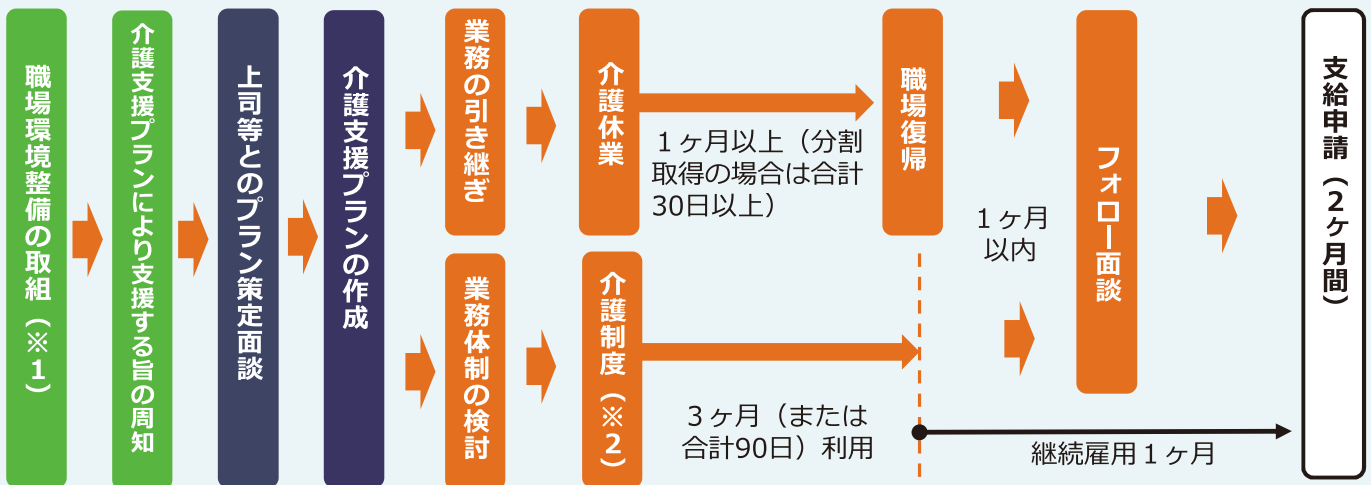 職場環境整備の取組（※１）
介護支援プランにより支援する旨の周知
上司等とのプラン策定面談
介護支援プランの作成
業務の引き継ぎ
介護休業
１ヶ月以上（分割
取得の場合は合計
30日以上）
職場復帰
業務体制の検討
介護制度（※２）
３ヶ月（または
合計90日）利用
１ヶ月
以内
フォロー面談
継続雇用１ヶ月
支給申請（２ヶ月間）